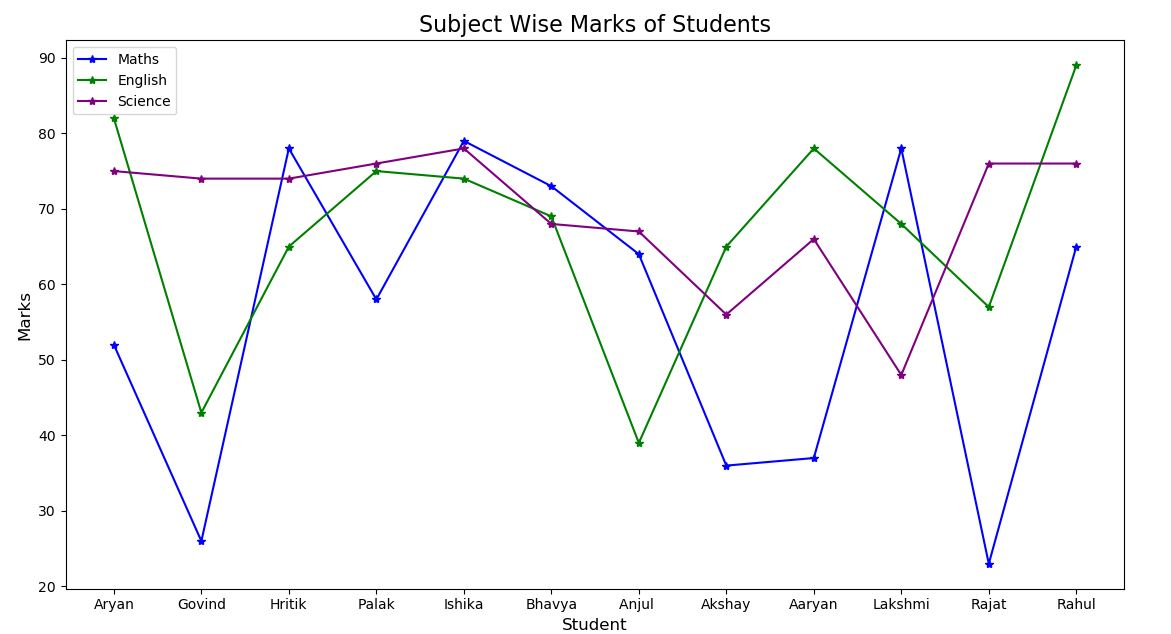 Subject Wise Marks of Students
Maths
English
Science
90
80
70
60
50
40
30
20
Marks
Aryan Govind Hritik Palak Ishika Bhavya Anjul Akshay Aaryan Lakshmi Rajat Rahul
Student